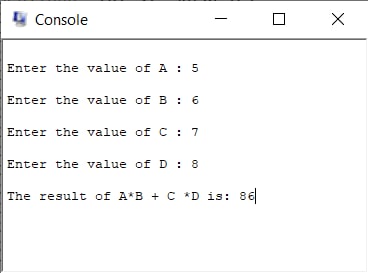 Console
Enter the value of A : 5
Enter the value of B : 6
Enter the value of C : 7
Enter the value of D : 8
The result of A*B + C *D is: 86